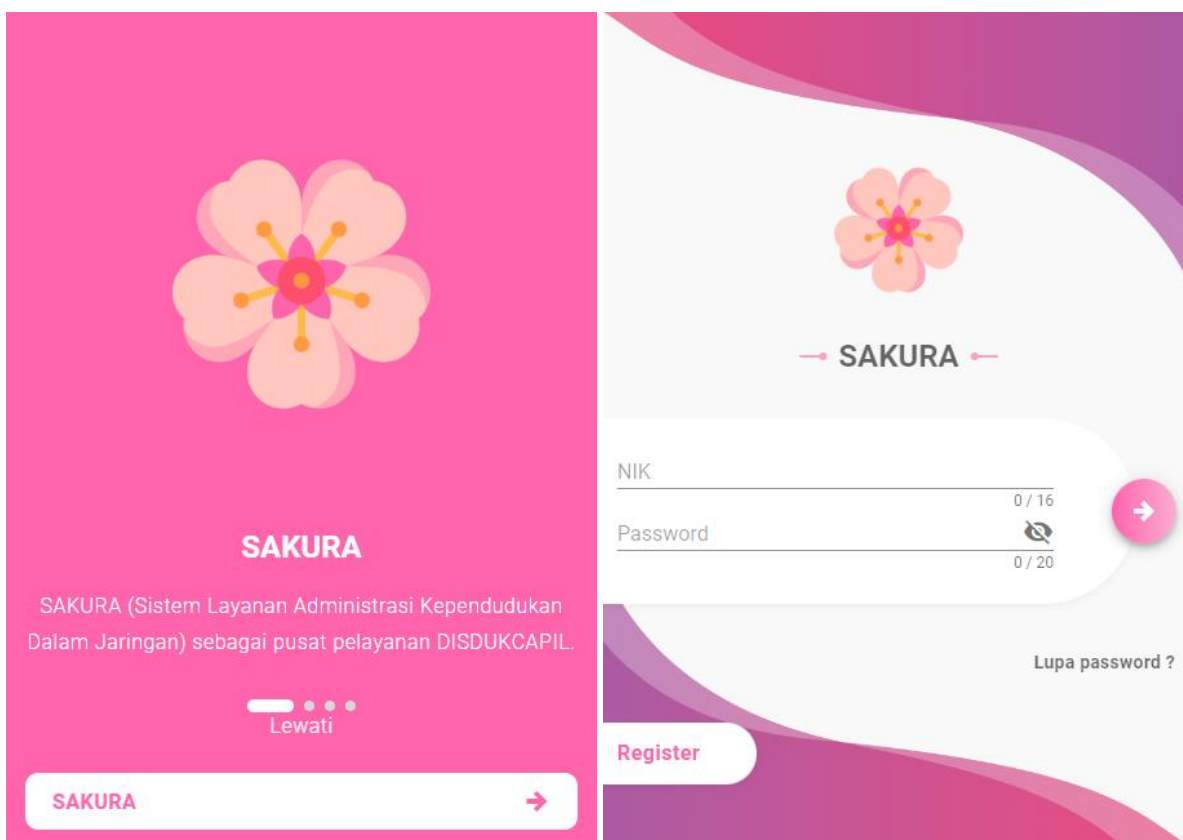 SAKURA
SAKURA (Sistem Layanan Administrasi Kependudukan
Dalam Jaringan) sebagai pusat pelayanan DISDUKCAPIL.
Lewati
SAKURA
SAKURA
NIK
0 / 16
Password
0 / 20
Lupa password ?
Register